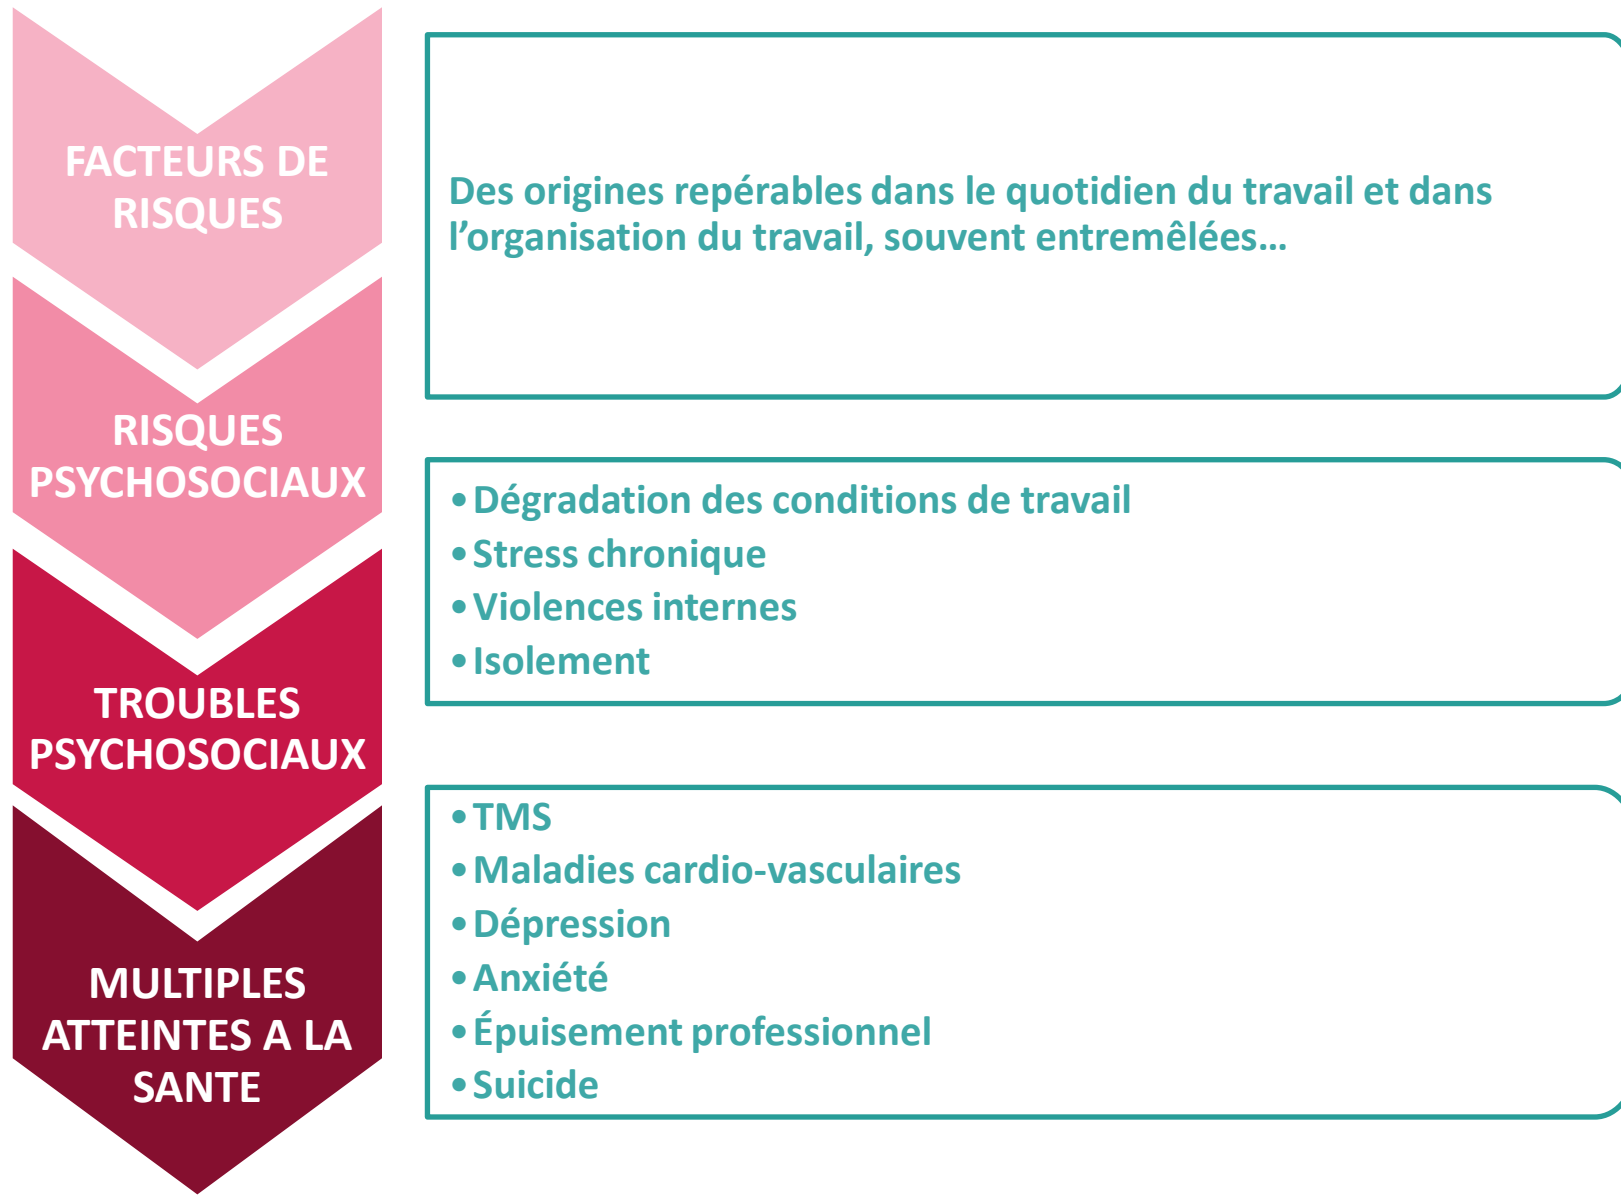 FACTEURS DE
RISQUES
Des origines repérables dans le quotidien du travail et dans
l’organisation du travail, souvent entremêlées…
RISQUES
PSYCHOSOCIAUX
•Dégradation des conditions de travail
•Stress chronique
•Violences internes
•Isolement
TROUBLES
PSYCHOSOCIAUX
•TMS
•Maladies cardio-vasculaires
•Dépression
•Anxiété
•Épuisement professionnel
•Suicide
MULTIPLES
ATTEINTES A LA
SANTE